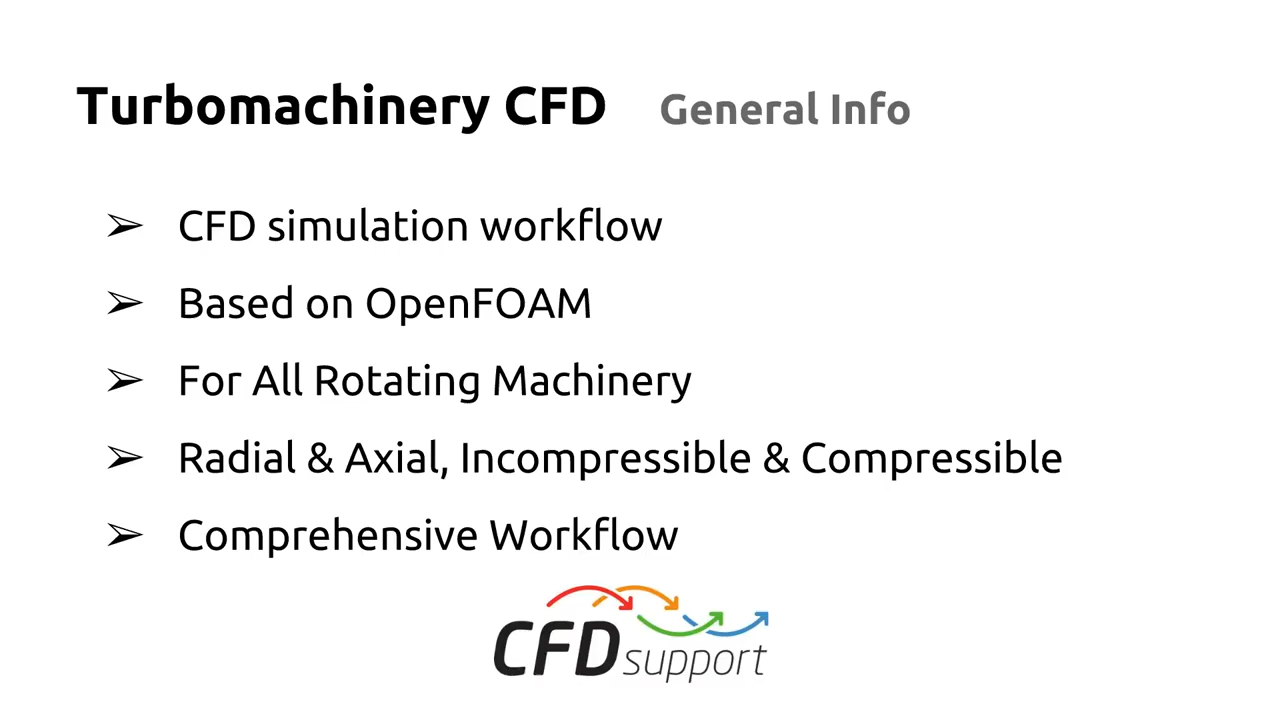 Turbomachinery CFD General Info
➢ CFD simulation workflow
➢ Based on OpenFOAM
➢ For All Rotating Machinery
➢ Radial & Axial, Incompressible & Compressible
➢ Comprehensive Workflow
CFD support